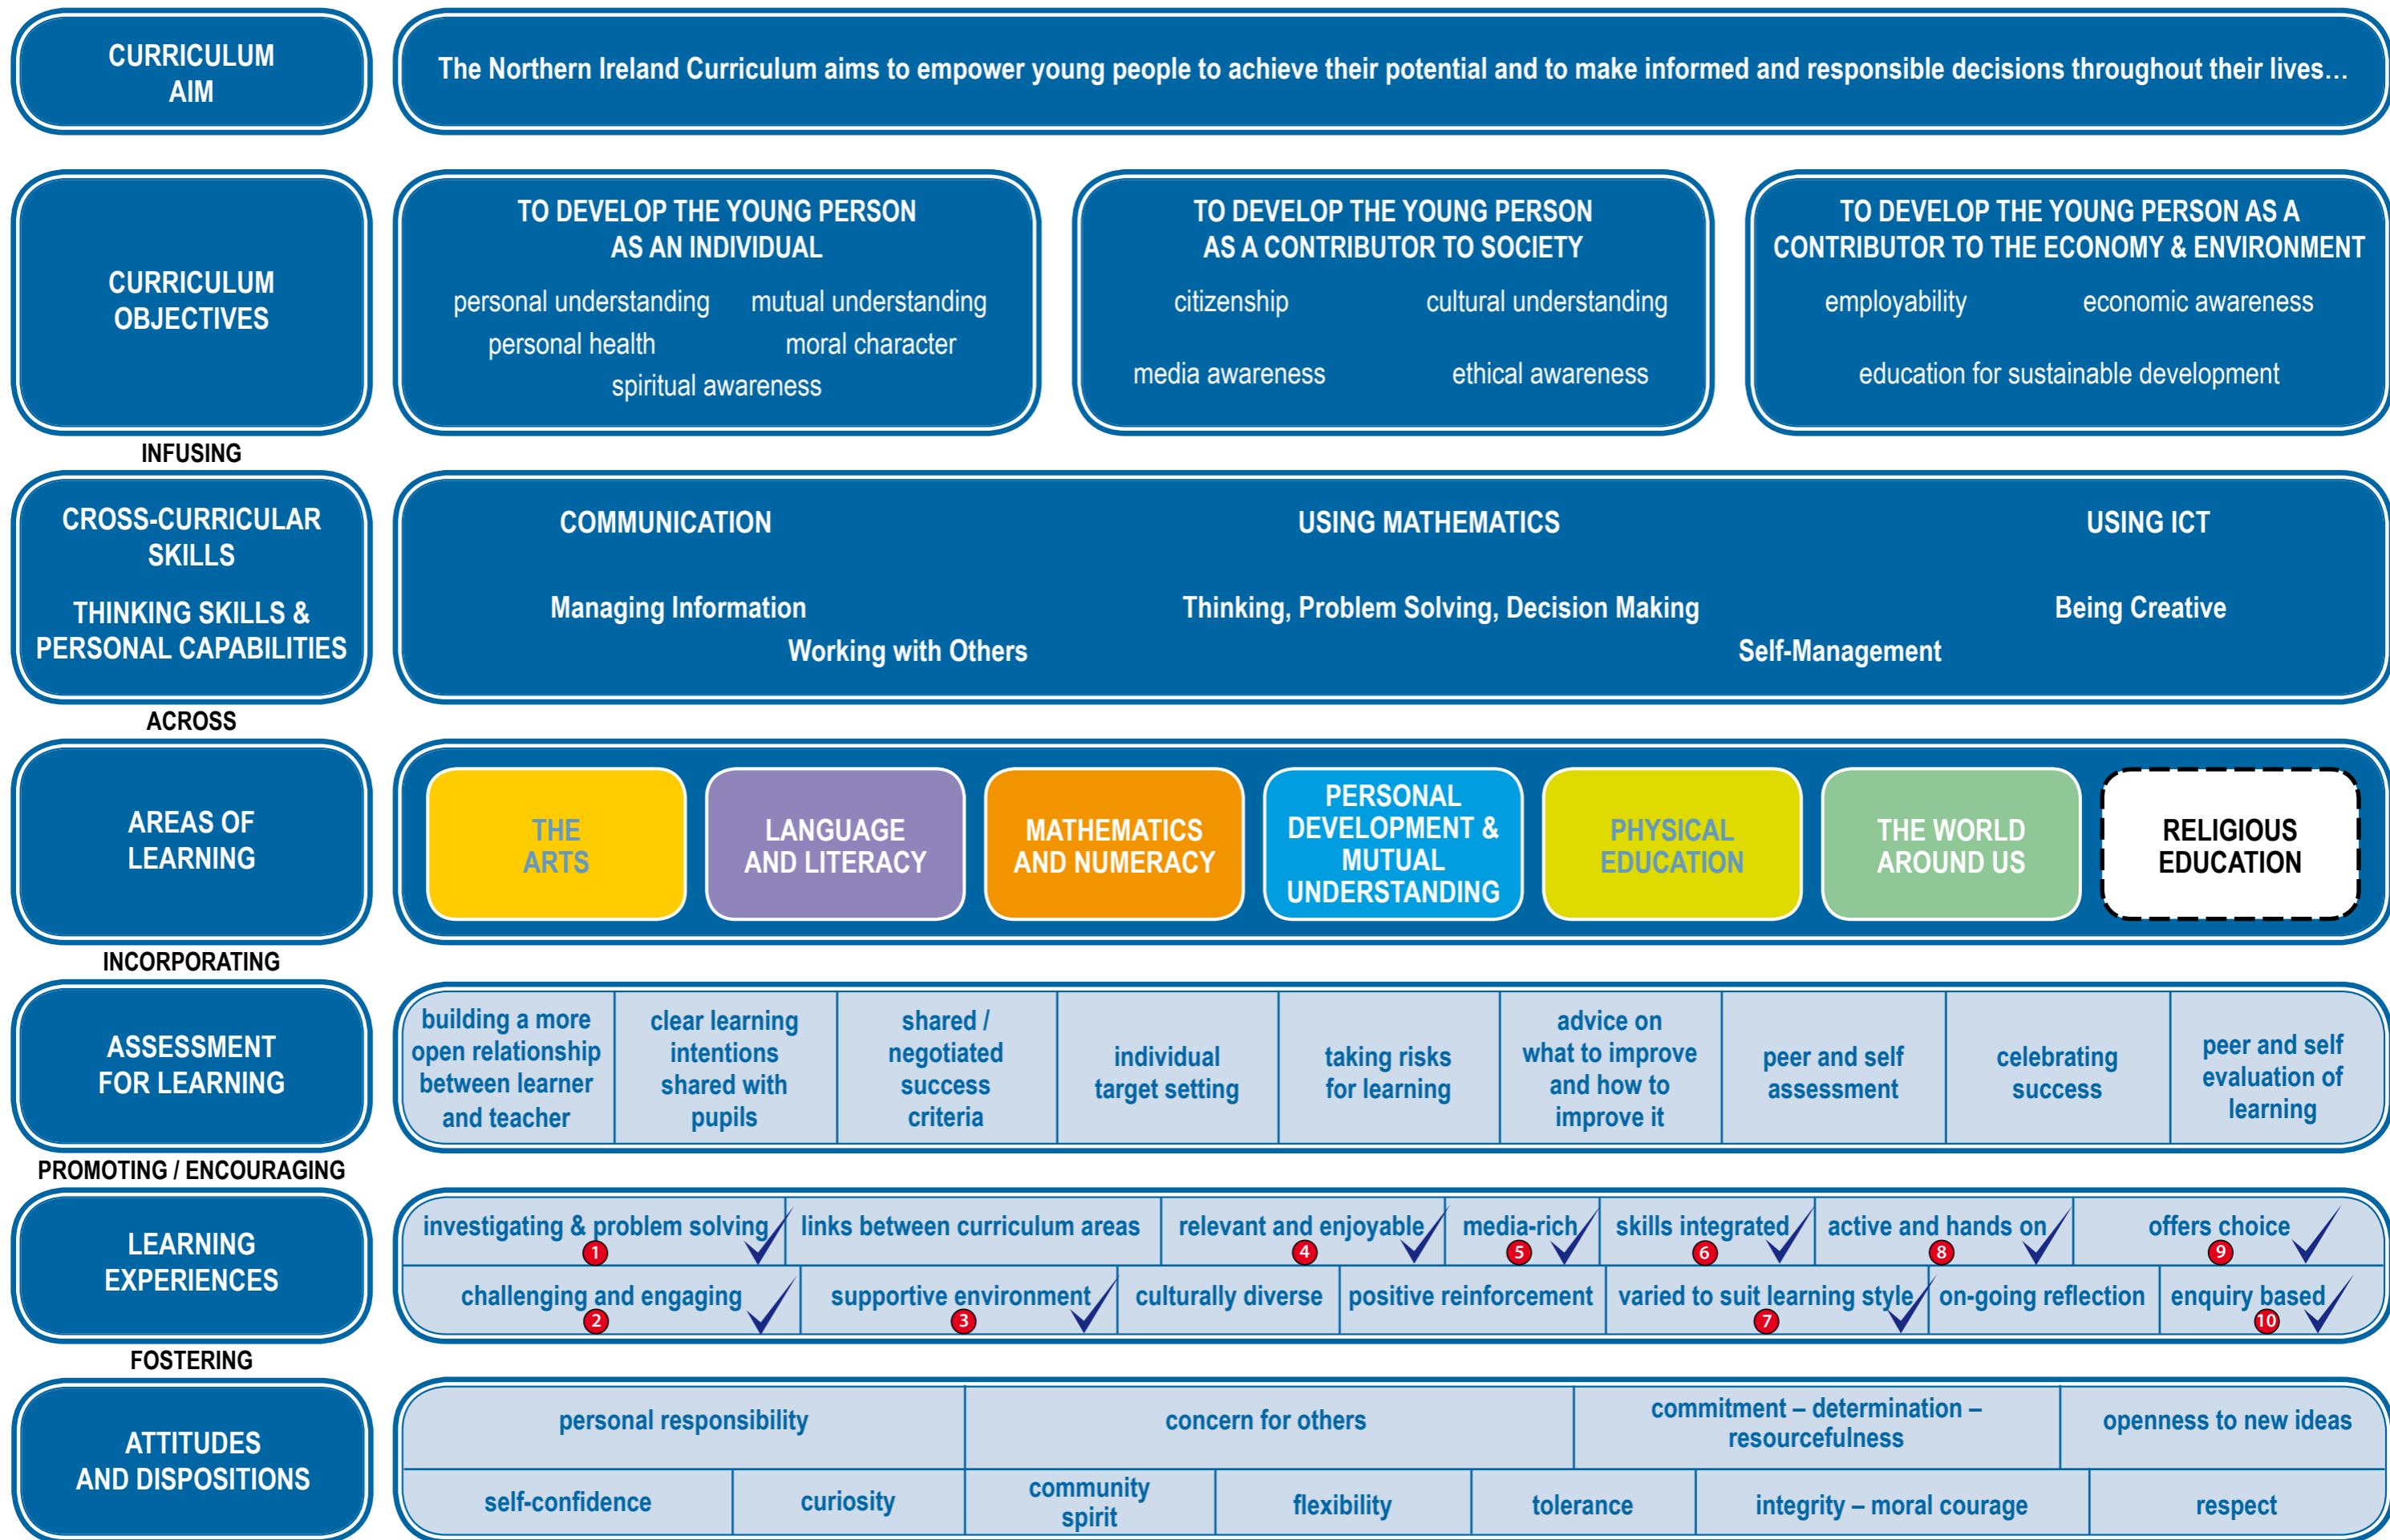 CURRICULUM
AIM
The Northern Ireland Curriculum aims to empower young people to achieve their potential and to make informed and responsible decisions throughout their lives…
CURRICULUM
OBJECTIVES
TO DEVELOP THE YOUNG PERSON
AS AN INDIVIDUAL
personal understanding mutual understanding
personal health moral character
spiritual awareness
TO DEVELOP THE YOUNG PERSON
AS A CONTRIBUTOR TO SOCIETY
citizenship cultural understanding
media awareness ethical awareness
TO DEVELOP THE YOUNG PERSON AS A
CONTRIBUTOR TO THE ECONOMY & ENVIRONMENT
employability economic awareness
education for sustainable development
INFUSING
CROSS-CURRICULAR
SKILLS
THINKING SKILLS &
PERSONAL CAPABILITIES
COMMUNICATION USING MATHEMATICS USING ICT
Managing Information Thinking, Problem Solving, Decision Making Being Creative
Working with Others Self-Management
ACROSS
AREAS OF
LEARNING
THE
ARTS
LANGUAGE
AND LITERACY
MATHEMATICS
AND NUMERACY
PERSONAL
DEVELOPMENT &
MUTUAL
UNDERSTANDING
PHYSICAL
EDUCATION
THE WORLD
AROUND US
RELIGIOUS
EDUCATION
INCORPORATING
ASSESSMENT
FOR LEARNING
building a more
open relationship
between learner
and teacher
clear learning
intentions
shared with
pupils
shared /
negotiated
success
criteria
individual
target setting
taking risks
for learning
advice on
what to improve
and how to
improve it
peer and self
assessment
celebrating
success
peer and self
evaluation of
learning
PROMOTING / ENCOURAGING
LEARNING
EXPERIENCES
investigating & problem solving
1
links between curriculum areas
relevant and enjoyable
4
media-rich
5
skills integrated
6
active and hands on
8
offers choice
9
challenging and engaging
2
supportive environment
3
culturally diverse
positive reinforcement
varied to suit learning style
7
on-going reflection
enquiry based
10
FOSTERING
ATTITUDES
AND DISPOSITIONS
personal responsibility
concern for others
commitment – determination –
resourcefulness
openness to new ideas
self-confidence
curiosity
community
spirit
flexibility
tolerance
integrity – moral courage
respect